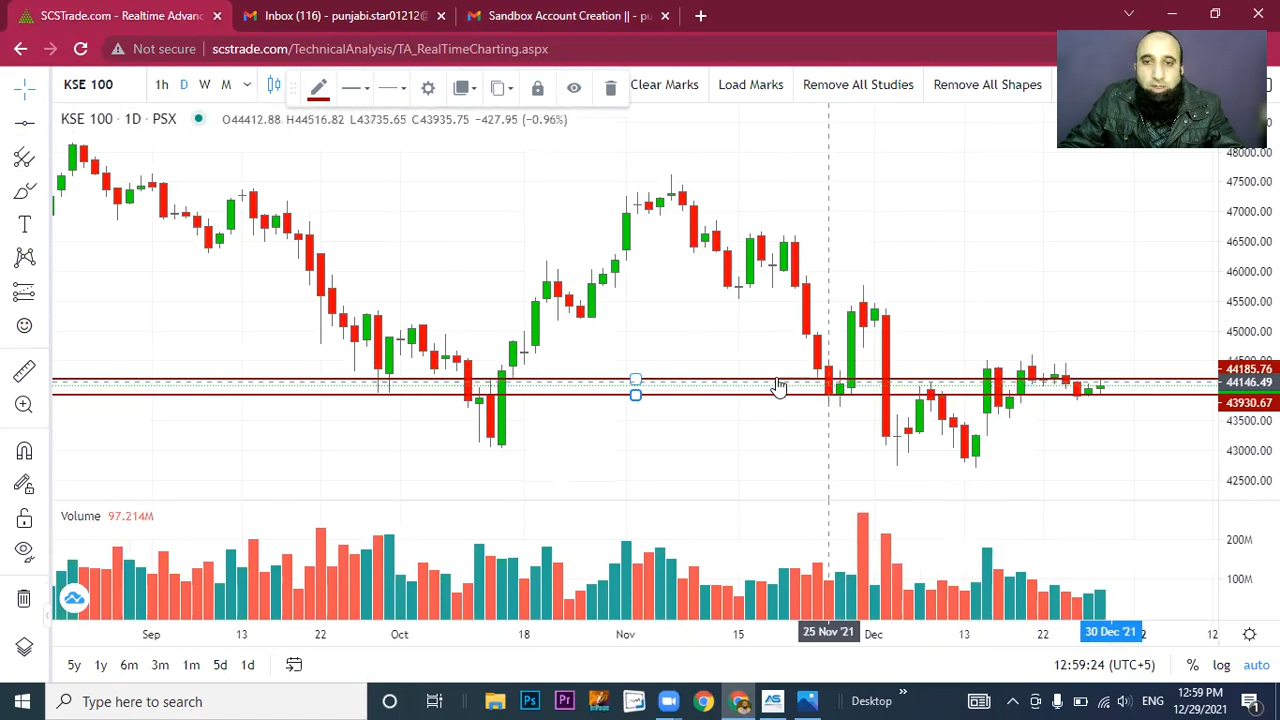 SCSTrade.com - Realtime Advanc
Inbox (116) - punjabi.star01212@
Sandbox Account Creation || - pu
Not secure
scstrade.com/TechnicalAnalysis/TA_RealTimeCharting.aspx
KSE 100
1h D W M
Clear Marks
Load Marks
Remove All Studies
Remove All Shapes
KSE 100 · 1D · PSX
O44412.88 H44516.82 L43735.65 C43935.75 -427.95 (-0.96%)
48000.00
47500.00
47000.00
46500.00
46000.00
45500.00
45000.00
44185.76
44146.49
43930.67
43500.00
43000.00
42500.00
Volume 97.214M
200M
100M
Sep 13 22 Oct 18 Nov 15 25 Nov '21 Dec 13 22 30 Dec '21 12
5y 1y 6m 3m 1m 5d 1d
12:59:24 (UTC+5)
% log auto
Type here to search
Ps
Pr
Desktop
ENG
12:59 PM
12/29/2021
1